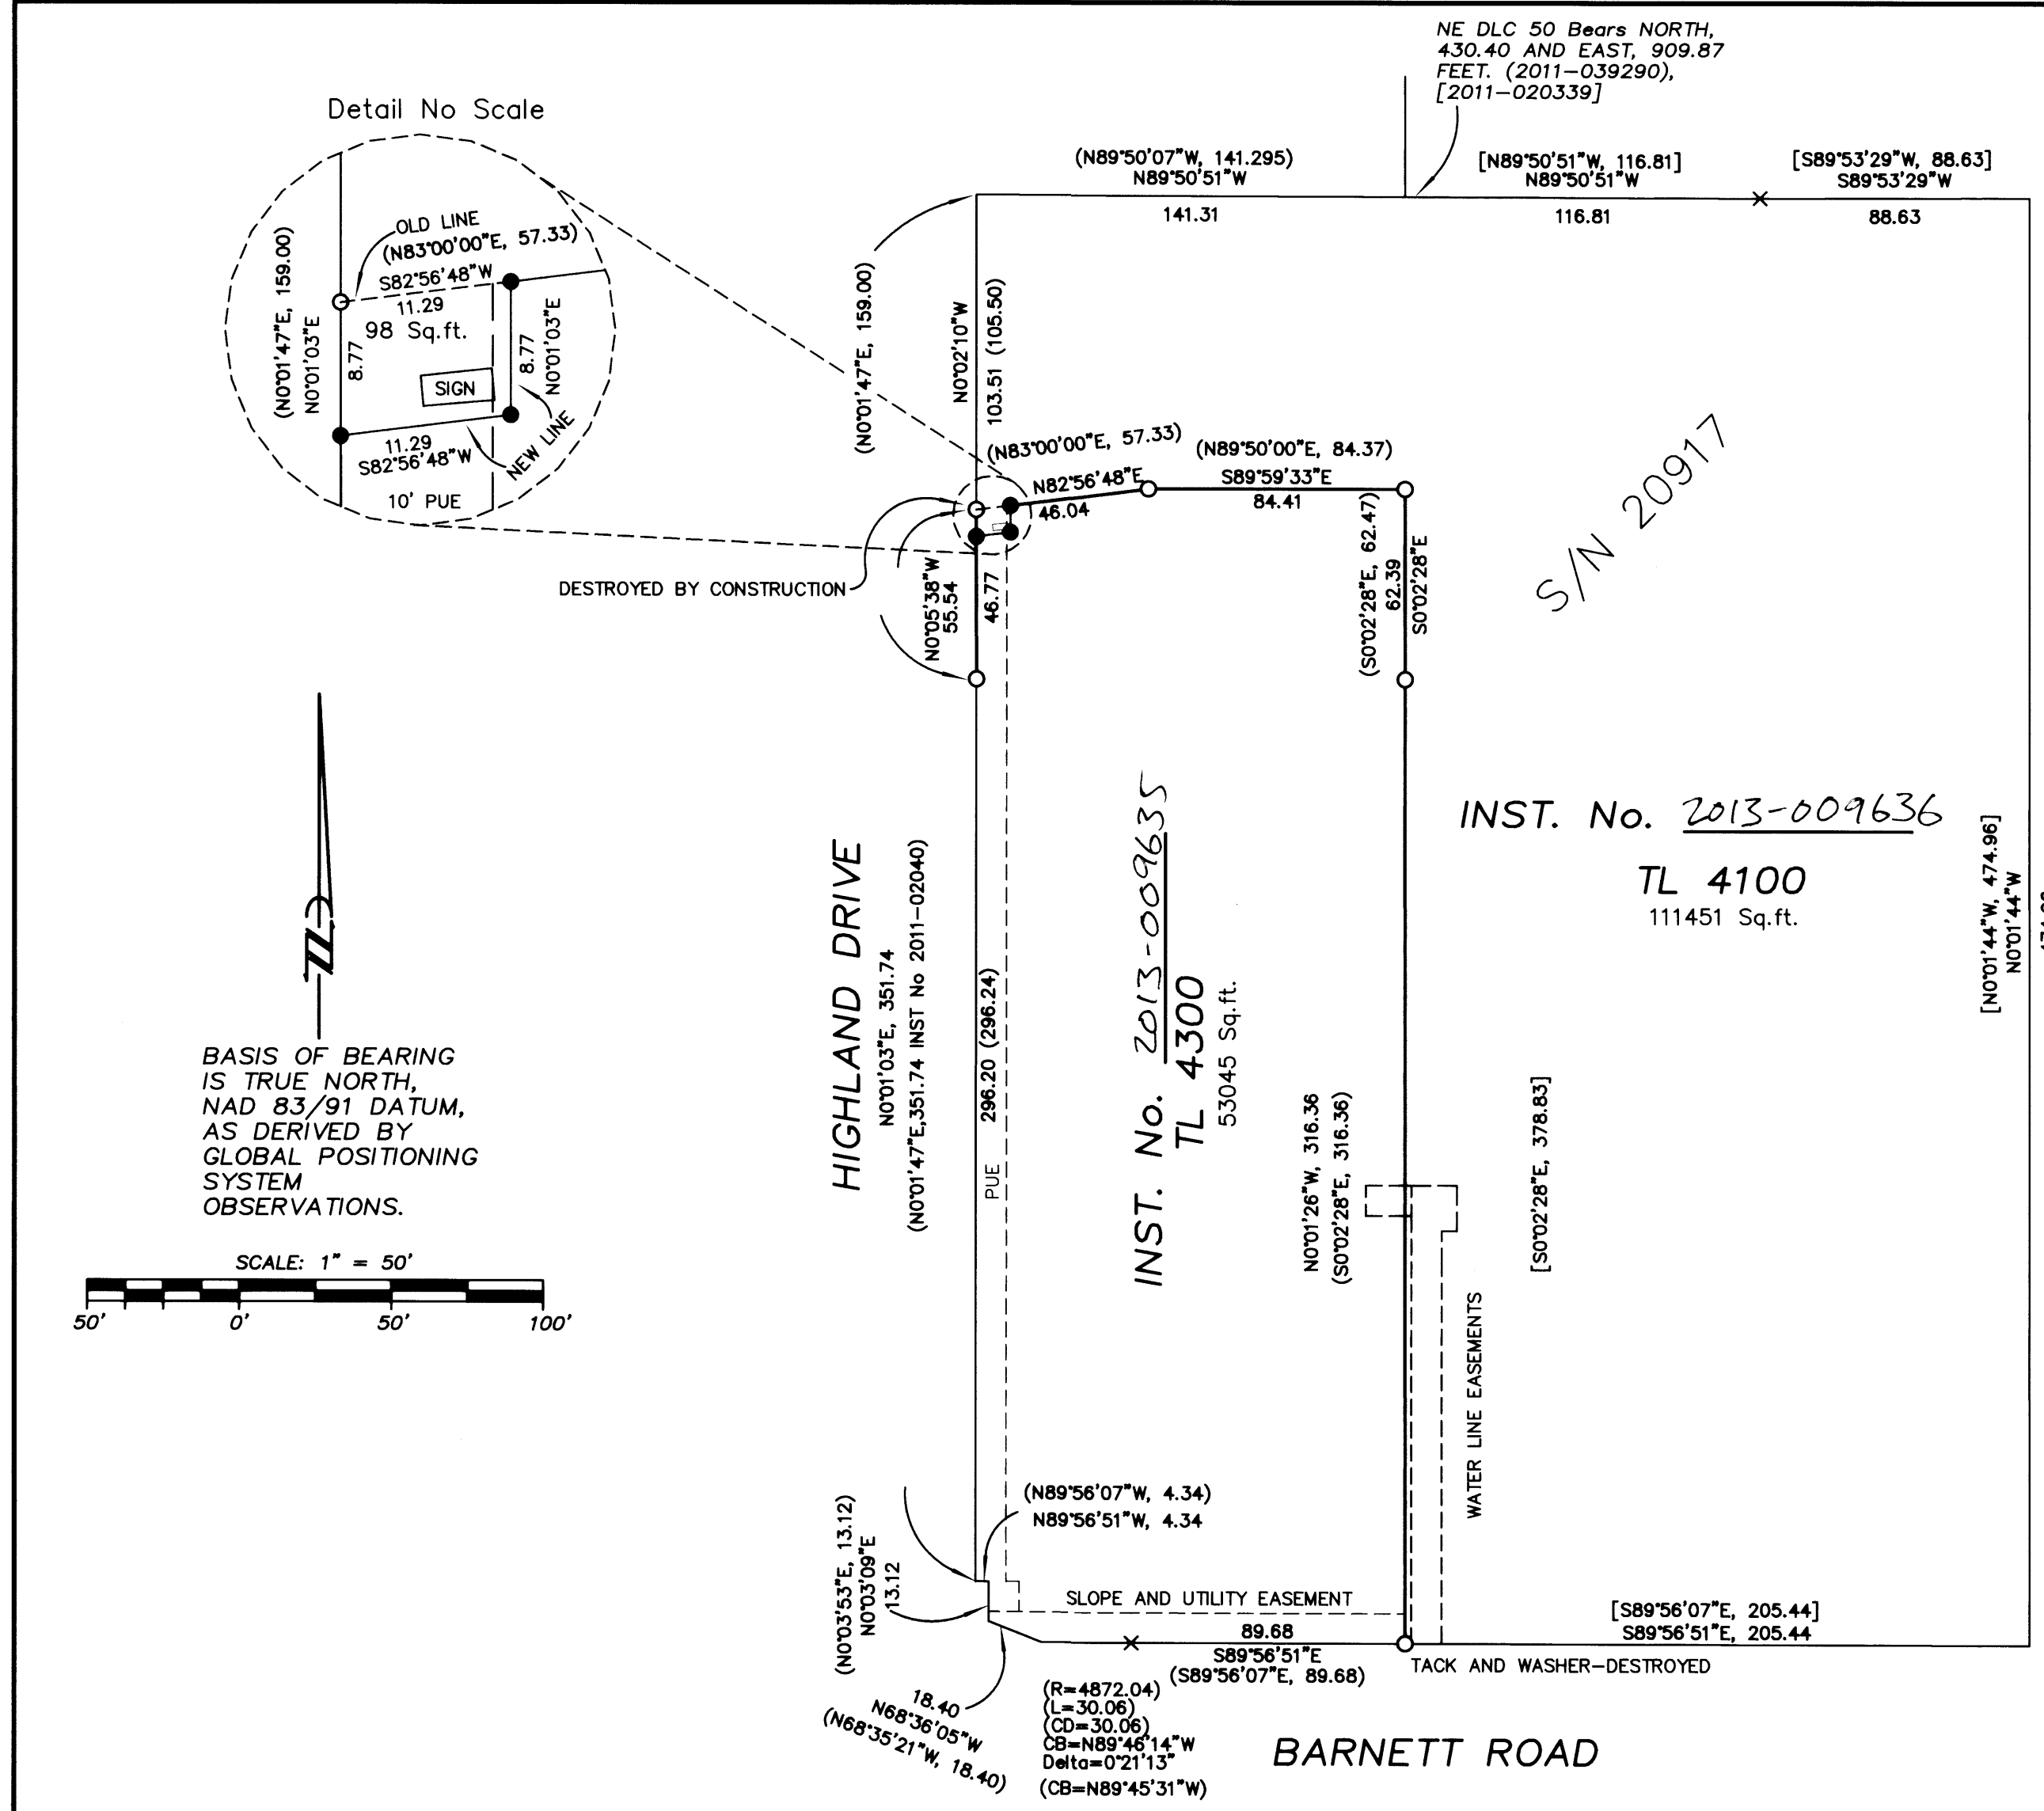 NE DLC 50 Bears NORTH,
430.40 AND EAST, 909.87
FEET. (2011-039290),
[2011-020339]
Detail No Scale
OLD LINE
(N83°00'00"E, 57.33)
S82°56'48"W
11.29
98 Sq.ft.
(N0°01'47"E, 159.00)
N0°01'03"E
8.77
SIGN
8.77
N0°01'03"E
11.29
S82°56'48"W
NEW LINE
10' PUE
(N89°50'07"W, 141.295)
N89°50'51"W
141.31
[N89°50'51"W, 116.81]
N89°50'51"W
116.81
[S89°53'29"W, 88.63]
S89°53'29"W
88.63
(N0°01'47"E, 159.00)
N0°02'10"W
103.51 (105.50)
(N83°00'00"E, 57.33)
N82°56'48"E
46.04
(N89°50'00"E, 84.37)
S89°59'33"E
84.41
S/N 20917
(S0°02'28"E, 62.47)
62.39
S0°02'28"E
DESTROYED BY CONSTRUCTION
N0°05'38"W
55.54
46.77
INST. No. 2013-009636
TL 4100
111451 Sq.ft.
[N0°01'44"W, 474.96]
N0°01'44"W
HIGHLAND DRIVE
N0°01'03"E, 351.74
(N0°01'47"E,351.74 INST No 2011-02040)
296.20 (296.24)
PUE
INST. No. 2013-009635
TL 4300
53045 Sq.ft.
N0°01'26"W, 316.36
(S0°02'28"E, 316.36)
[S0°02'28"E, 378.83]
WATER LINE EASEMENTS
BASIS OF BEARING
IS TRUE NORTH,
NAD 83/91 DATUM,
AS DERIVED BY
GLOBAL POSITIONING
SYSTEM
OBSERVATIONS.
SCALE: 1" = 50'
50' 0' 50' 100'
(N89°56'07"W, 4.34)
N89°56'51"W, 4.34
(N0°03'53"E, 13.12)
N0°03'09"E
13.12
SLOPE AND UTILITY EASEMENT
89.68
S89°56'51"E
(S89°56'07"E, 89.68)
[S89°56'07"E, 205.44]
S89°56'51"E, 205.44
TACK AND WASHER-DESTROYED
18.40
N68°36'05"W
(N68°35'21"W, 18.40)
(R=4872.04)
(L=30.06)
(CD=30.06)
CB=N89°46'14"W
Delta=0°21'13"
(CB=N89°45'31"W)
BARNETT ROAD